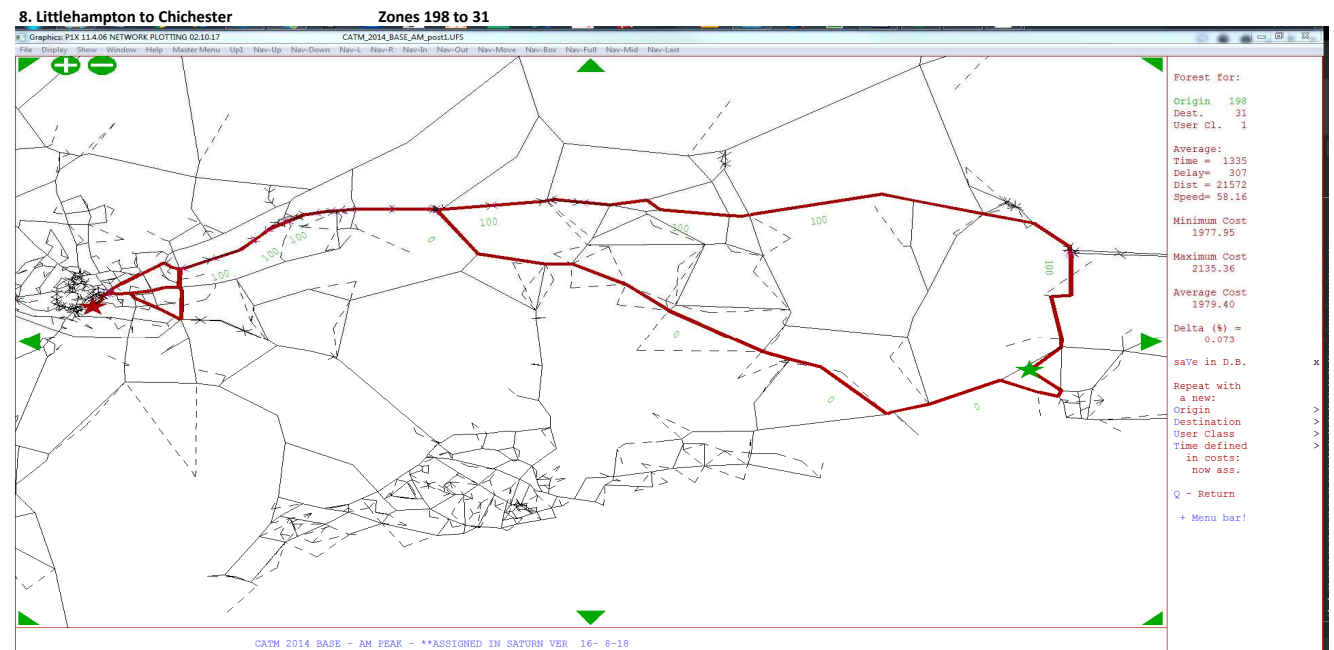 8. Littlehampton to Chichester Zones 198 to 31
Graphics: P1X 11.4.06 NETWORK PLOTTING 02.10.17 CATM_2014_BASE_AM_post1.UFS
File Display Show Window Help Master Menu Up1 Nav-Up Nav-Down Nav-L Nav-R Nav-In Nav-Out Nav-Move Nav-Box Nav-Full Nav-Mid Nav-Last
Forest for:
Origin 198
Dest. 31
User Cl. 1
Average:
Time = 1335
Delay= 307
Dist = 21572
Speed= 58.16
Minimum Cost
1977.95
Maximum Cost
2135.36
Average Cost
1979.40
Delta (%) =
0.073
saVe in D.B. x
Repeat with
a new:
Origin >
Destination >
User Class >
Time defined >
in costs:
now ass.
Q - Return
+ Menu bar!
100
0
100
100
100
100
100
100
100
0
0
0
CATM 2014 BASE - AM PEAK - **ASSIGNED IN SATURN VER 16- 8-18